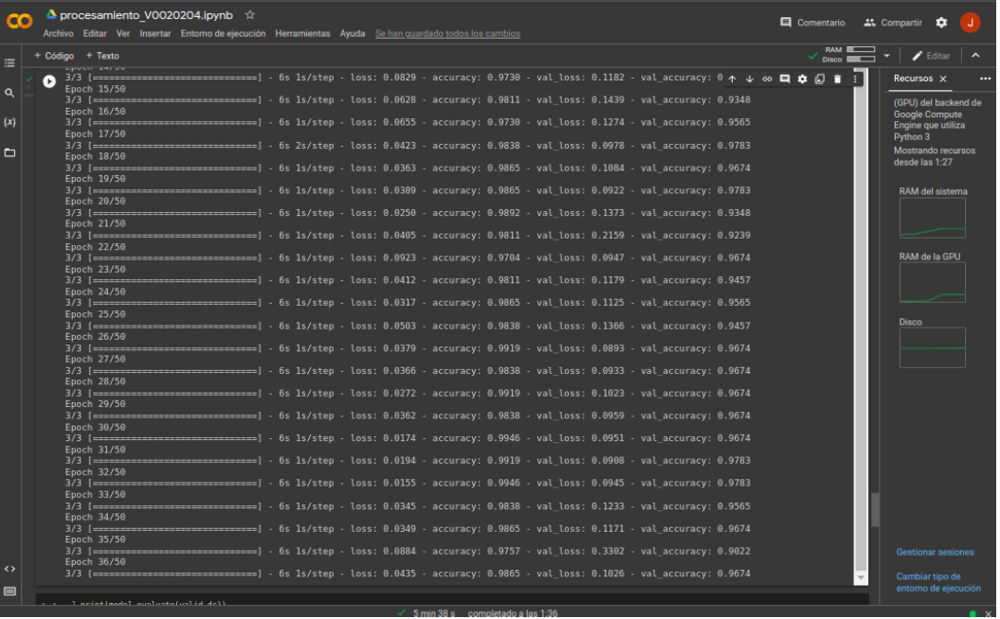 procesamiento_V0020204.ipynb
Comentario
Compartir
J
Archivo Editar Ver Insertar Entorno de ejecución Herramientas Ayuda Se han guardado todos los cambios
+ Código + Texto
RAM
Disco
Editar
Epoch 14/50
3/3 [==============================] - 6s 1s/step - loss: 0.0829 - accuracy: 0.9730 - val_loss: 0.1182 - val_accuracy: 0
Epoch 15/50
3/3 [==============================] - 6s 1s/step - loss: 0.0628 - accuracy: 0.9811 - val_loss: 0.1439 - val_accuracy: 0.9348
Epoch 16/50
3/3 [==============================] - 6s 1s/step - loss: 0.0655 - accuracy: 0.9730 - val_loss: 0.1274 - val_accuracy: 0.9565
Epoch 17/50
3/3 [==============================] - 6s 2s/step - loss: 0.0423 - accuracy: 0.9838 - val_loss: 0.0978 - val_accuracy: 0.9783
Epoch 18/50
3/3 [==============================] - 6s 1s/step - loss: 0.0363 - accuracy: 0.9865 - val_loss: 0.1084 - val_accuracy: 0.9674
Epoch 19/50
3/3 [==============================] - 6s 1s/step - loss: 0.0389 - accuracy: 0.9865 - val_loss: 0.0922 - val_accuracy: 0.9783
Epoch 20/50
3/3 [==============================] - 6s 1s/step - loss: 0.0250 - accuracy: 0.9892 - val_loss: 0.1373 - val_accuracy: 0.9348
Epoch 21/50
3/3 [==============================] - 6s 1s/step - loss: 0.0405 - accuracy: 0.9811 - val_loss: 0.2159 - val_accuracy: 0.9239
Epoch 22/50
3/3 [==============================] - 6s 1s/step - loss: 0.0923 - accuracy: 0.9704 - val_loss: 0.0947 - val_accuracy: 0.9674
Epoch 23/50
3/3 [==============================] - 6s 1s/step - loss: 0.0412 - accuracy: 0.9811 - val_loss: 0.1179 - val_accuracy: 0.9457
Epoch 24/50
3/3 [==============================] - 6s 1s/step - loss: 0.0317 - accuracy: 0.9865 - val_loss: 0.1125 - val_accuracy: 0.9565
Epoch 25/50
3/3 [==============================] - 6s 1s/step - loss: 0.0503 - accuracy: 0.9838 - val_loss: 0.1366 - val_accuracy: 0.9457
Epoch 26/50
3/3 [==============================] - 6s 1s/step - loss: 0.0379 - accuracy: 0.9919 - val_loss: 0.0893 - val_accuracy: 0.9674
Epoch 27/50
3/3 [==============================] - 6s 1s/step - loss: 0.0366 - accuracy: 0.9838 - val_loss: 0.0933 - val_accuracy: 0.9674
Epoch 28/50
3/3 [==============================] - 6s 1s/step - loss: 0.0272 - accuracy: 0.9919 - val_loss: 0.1023 - val_accuracy: 0.9674
Epoch 29/50
3/3 [==============================] - 6s 1s/step - loss: 0.0362 - accuracy: 0.9838 - val_loss: 0.0959 - val_accuracy: 0.9674
Epoch 30/50
3/3 [==============================] - 6s 1s/step - loss: 0.0174 - accuracy: 0.9946 - val_loss: 0.0951 - val_accuracy: 0.9674
Epoch 31/50
3/3 [==============================] - 6s 1s/step - loss: 0.0194 - accuracy: 0.9919 - val_loss: 0.0908 - val_accuracy: 0.9783
Epoch 32/50
3/3 [==============================] - 6s 1s/step - loss: 0.0155 - accuracy: 0.9946 - val_loss: 0.0945 - val_accuracy: 0.9783
Epoch 33/50
3/3 [==============================] - 6s 1s/step - loss: 0.0345 - accuracy: 0.9838 - val_loss: 0.1233 - val_accuracy: 0.9565
Epoch 34/50
3/3 [==============================] - 6s 1s/step - loss: 0.0349 - accuracy: 0.9865 - val_loss: 0.1171 - val_accuracy: 0.9674
Epoch 35/50
3/3 [==============================] - 6s 1s/step - loss: 0.0884 - accuracy: 0.9757 - val_loss: 0.3302 - val_accuracy: 0.9022
Epoch 36/50
3/3 [==============================] - 6s 1s/step - loss: 0.0435 - accuracy: 0.9865 - val_loss: 0.1026 - val_accuracy: 0.9674
] print(model.evaluate(valid_ds))
Recursos
(GPU) del backend de
Google Compute
Engine que utiliza
Python 3
Mostrando recursos
desde las 1:27
RAM del sistema
RAM de la GPU
Disco
Gestionar sesiones
Cambiar tipo de
entorno de ejecución
5 min 38 s completado a las 1:36